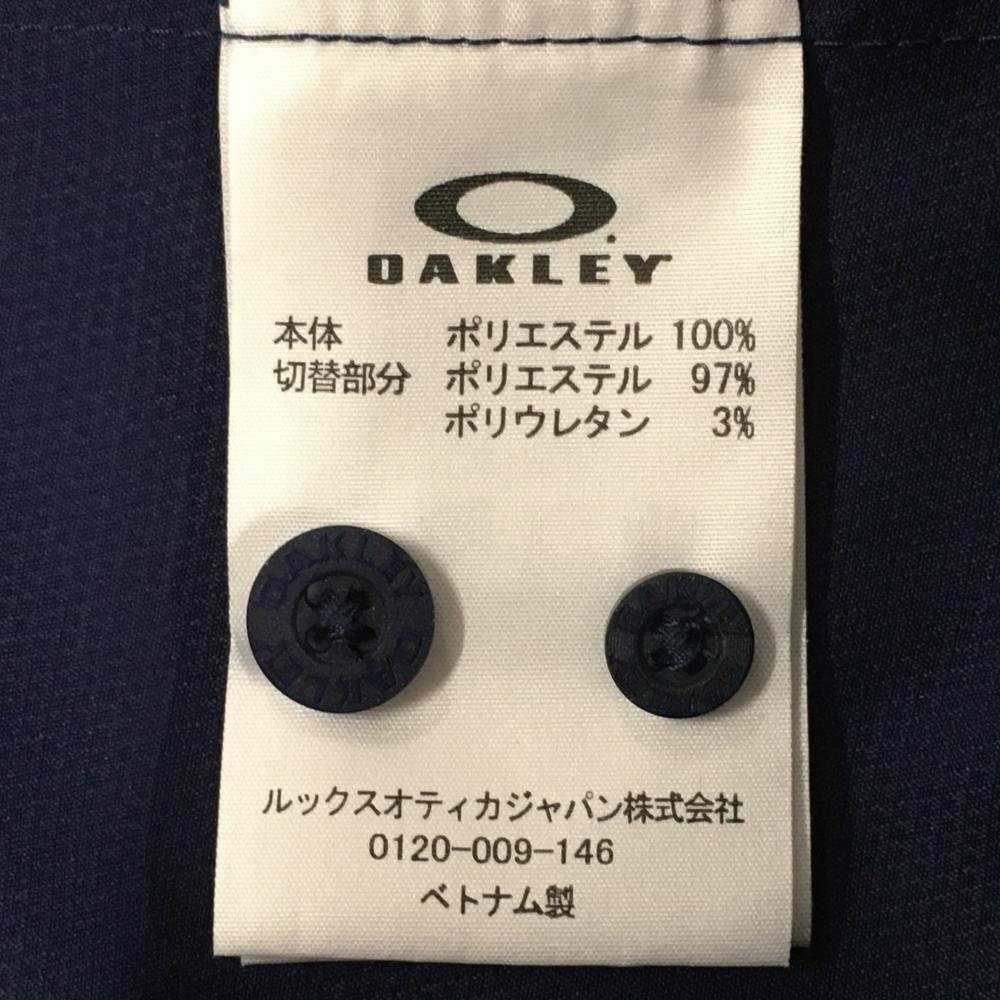 OAKLEY
本体 ポリエステル 100%
切替部分 ポリエステル 97%
ポリウレタン 3%
OAKLEY OAKLEY
ルックスオティカジャパン株式会社
0120-009-146
ベトナム製